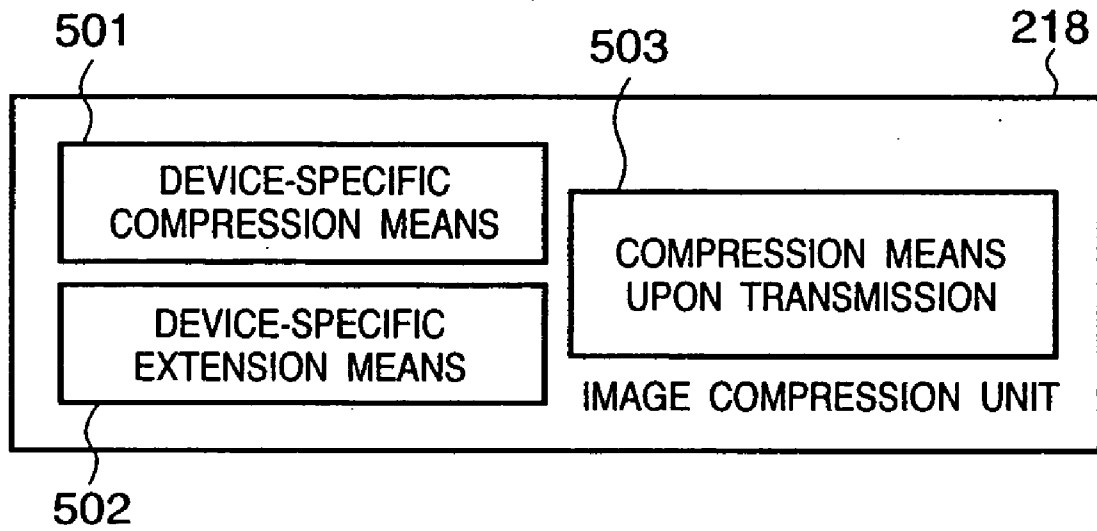 501
503
218
DEVICE-SPECIFIC
COMPRESSION MEANS
COMPRESSION MEANS
UPON TRANSMISSION
DEVICE-SPECIFIC
EXTENSION MEANS
IMAGE COMPRESSION UNIT
502